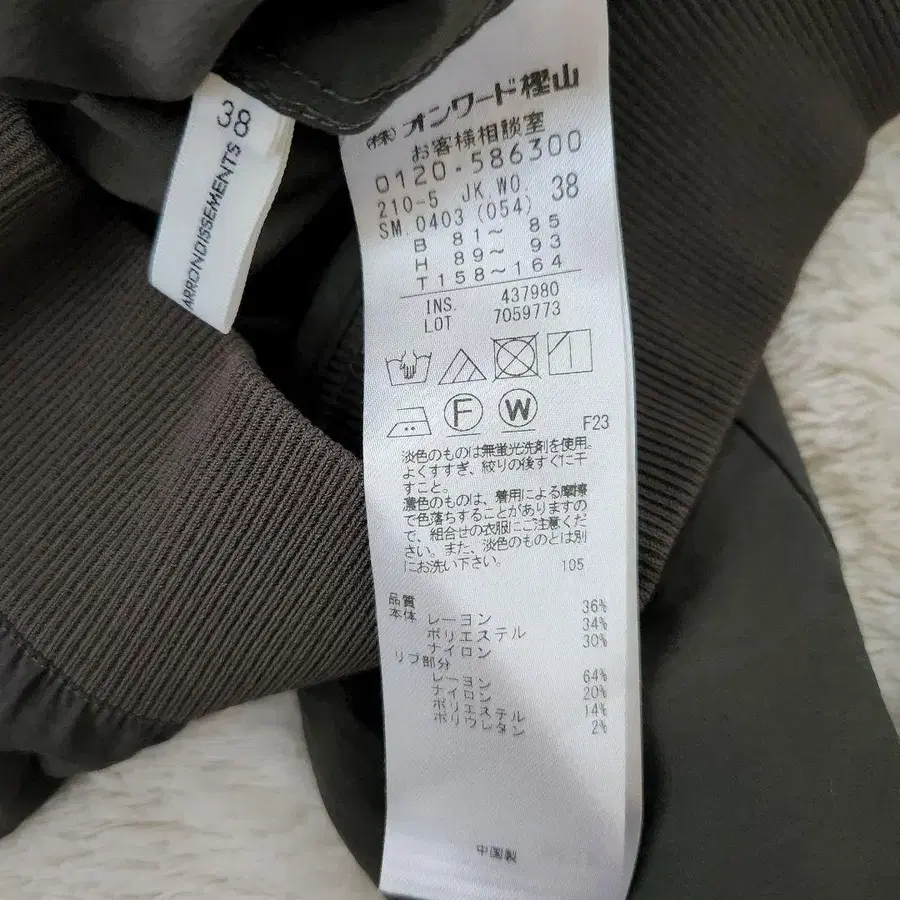 38
ARRONDISSEMENTS
(株)オンワード樫山
お客様相談室
0120-586300
210-5 JK.WO. 38
SM.0403 (054)
B 81~ 85
H 89~ 93
T158~164
INS. 437980
LOT 7059773
F W
F23
淡色のものは無蛍光洗剤を使用。
よくすすぎ、絞りの後すぐに干
すこと。
濃色のものは、着用による摩擦
で色落ちすることがありますの
で、組合せの衣服にご注意くだ
さい。また、淡色のものとは別
にお洗い下さい。 105
品質
本体 レーヨン 36%
ポリエステル 34%
ナイロン 30%
リブ部分
レーヨン 64%
ナイロン 20%
ポリエステル 14%
ポリウレタン 2%
中国製